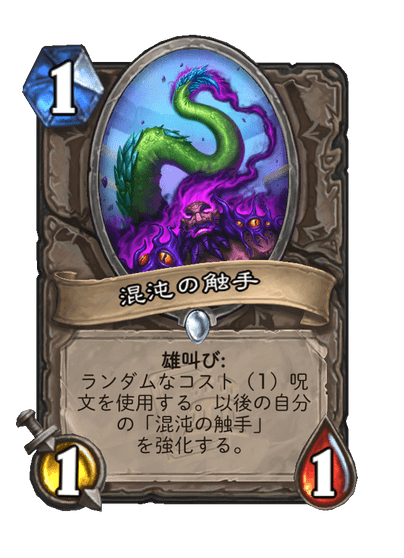 1
混沌の触手
雄叫び:
ランダムなコスト（1）呪
文を使用する。以後の自分
の「混沌の触手」
を強化する。
1
1